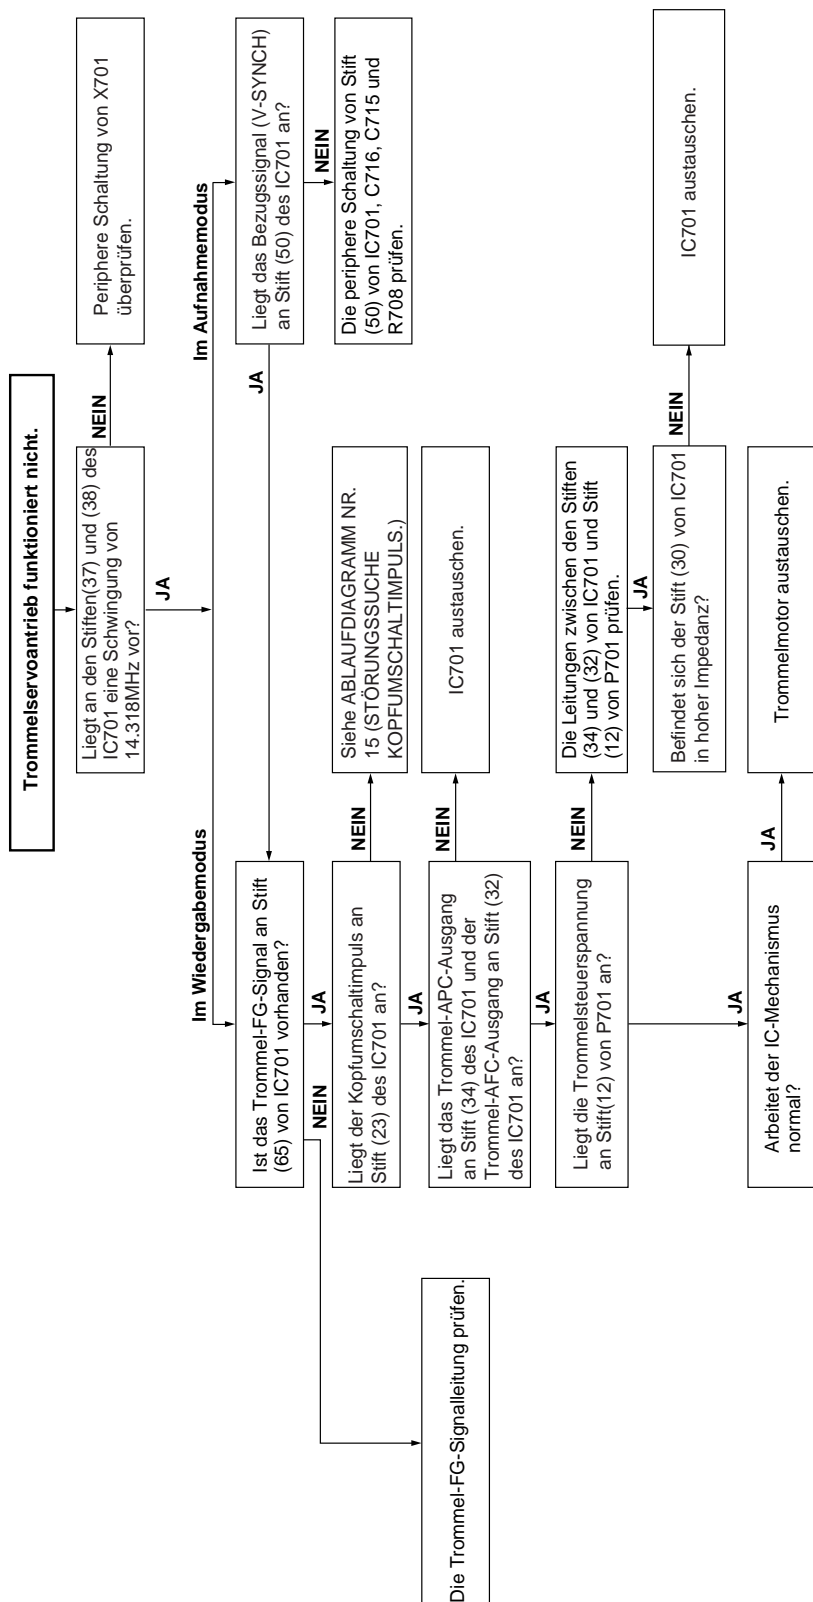 Trommelservoantrieb funktioniert nicht.
Liegt an den Stiften(37) und (38) des
IC701 eine Schwingung von
14.318MHz vor?
NEIN
Periphere Schaltung von X701
überprüfen.
JA
Im Wiedergabemodus
Im Aufnahmemodus
Liegt das Bezugssignal (V-SYNCH)
an Stift (50) des IC701 an?
NEIN
Die periphere Schaltung von Stift
(50) von IC701, C716, C715 und
R708 prüfen.
JA
Ist das Trommel-FG-Signal an Stift
(65) von IC701 vorhanden?
NEIN
Die Trommel-FG-Signalleitung prüfen.
JA
Liegt der Kopfumschaltimpuls an
Stift (23) des IC701 an?
NEIN
Siehe ABLAUFDIAGRAMM NR.
15 (STÖRUNGSSUCHE
KOPFUMSCHALTIMPULS.)
JA
Liegt das Trommel-APC-Ausgang
an Stift (34) des IC701 und der
Trommel-AFC-Ausgang an Stift (32)
des IC701 an?
NEIN
IC701 austauschen.
JA
Liegt die Trommelsteuerspannung
an Stift(12) von P701 an?
NEIN
Die Leitungen zwischen den Stiften
(34) und (32) von IC701 und Stift
(12) von P701 prüfen.
JA
Befindet sich der Stift (30) von IC701
in hoher Impedanz?
NEIN
IC701 austauschen.
JA
Arbeitet der IC-Mechanismus
normal?
JA
Trommelmotor austauschen.